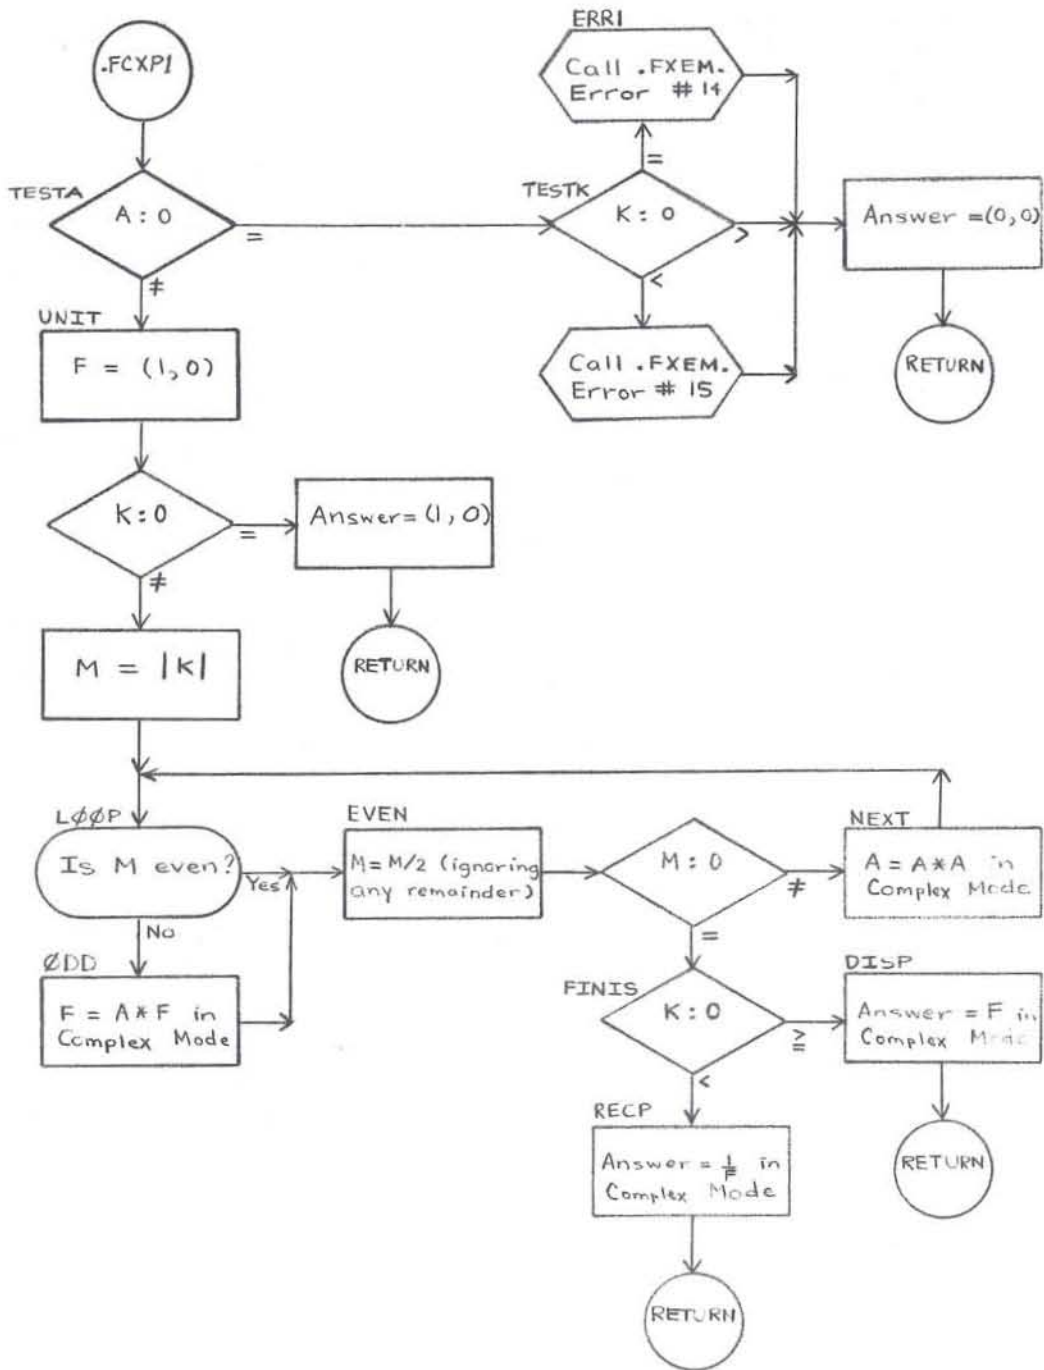 .FCXP1
TESTA
A : 0
=
≠
ERR1
Call .FXEM.
Error # 14
=
TESTK
K : 0
>
<
Call .FXEM.
Error # 15
Answer = (0,0)
RETURN
UNIT
F = (1,0)
K : 0
=
≠
Answer = (1,0)
RETURN
M = |K|
LØØP
Is M even?
Yes
No
ØDD
F = A * F in
Complex Mode
EVEN
M = M/2 (ignoring
any remainder)
M : 0
≠
=
NEXT
A = A * A in
Complex Mode
FINIS
K : 0
≧
<
DISP
Answer = F in
Complex Mode
RETURN
RECP
Answer = 1/F in
Complex Mode
RETURN